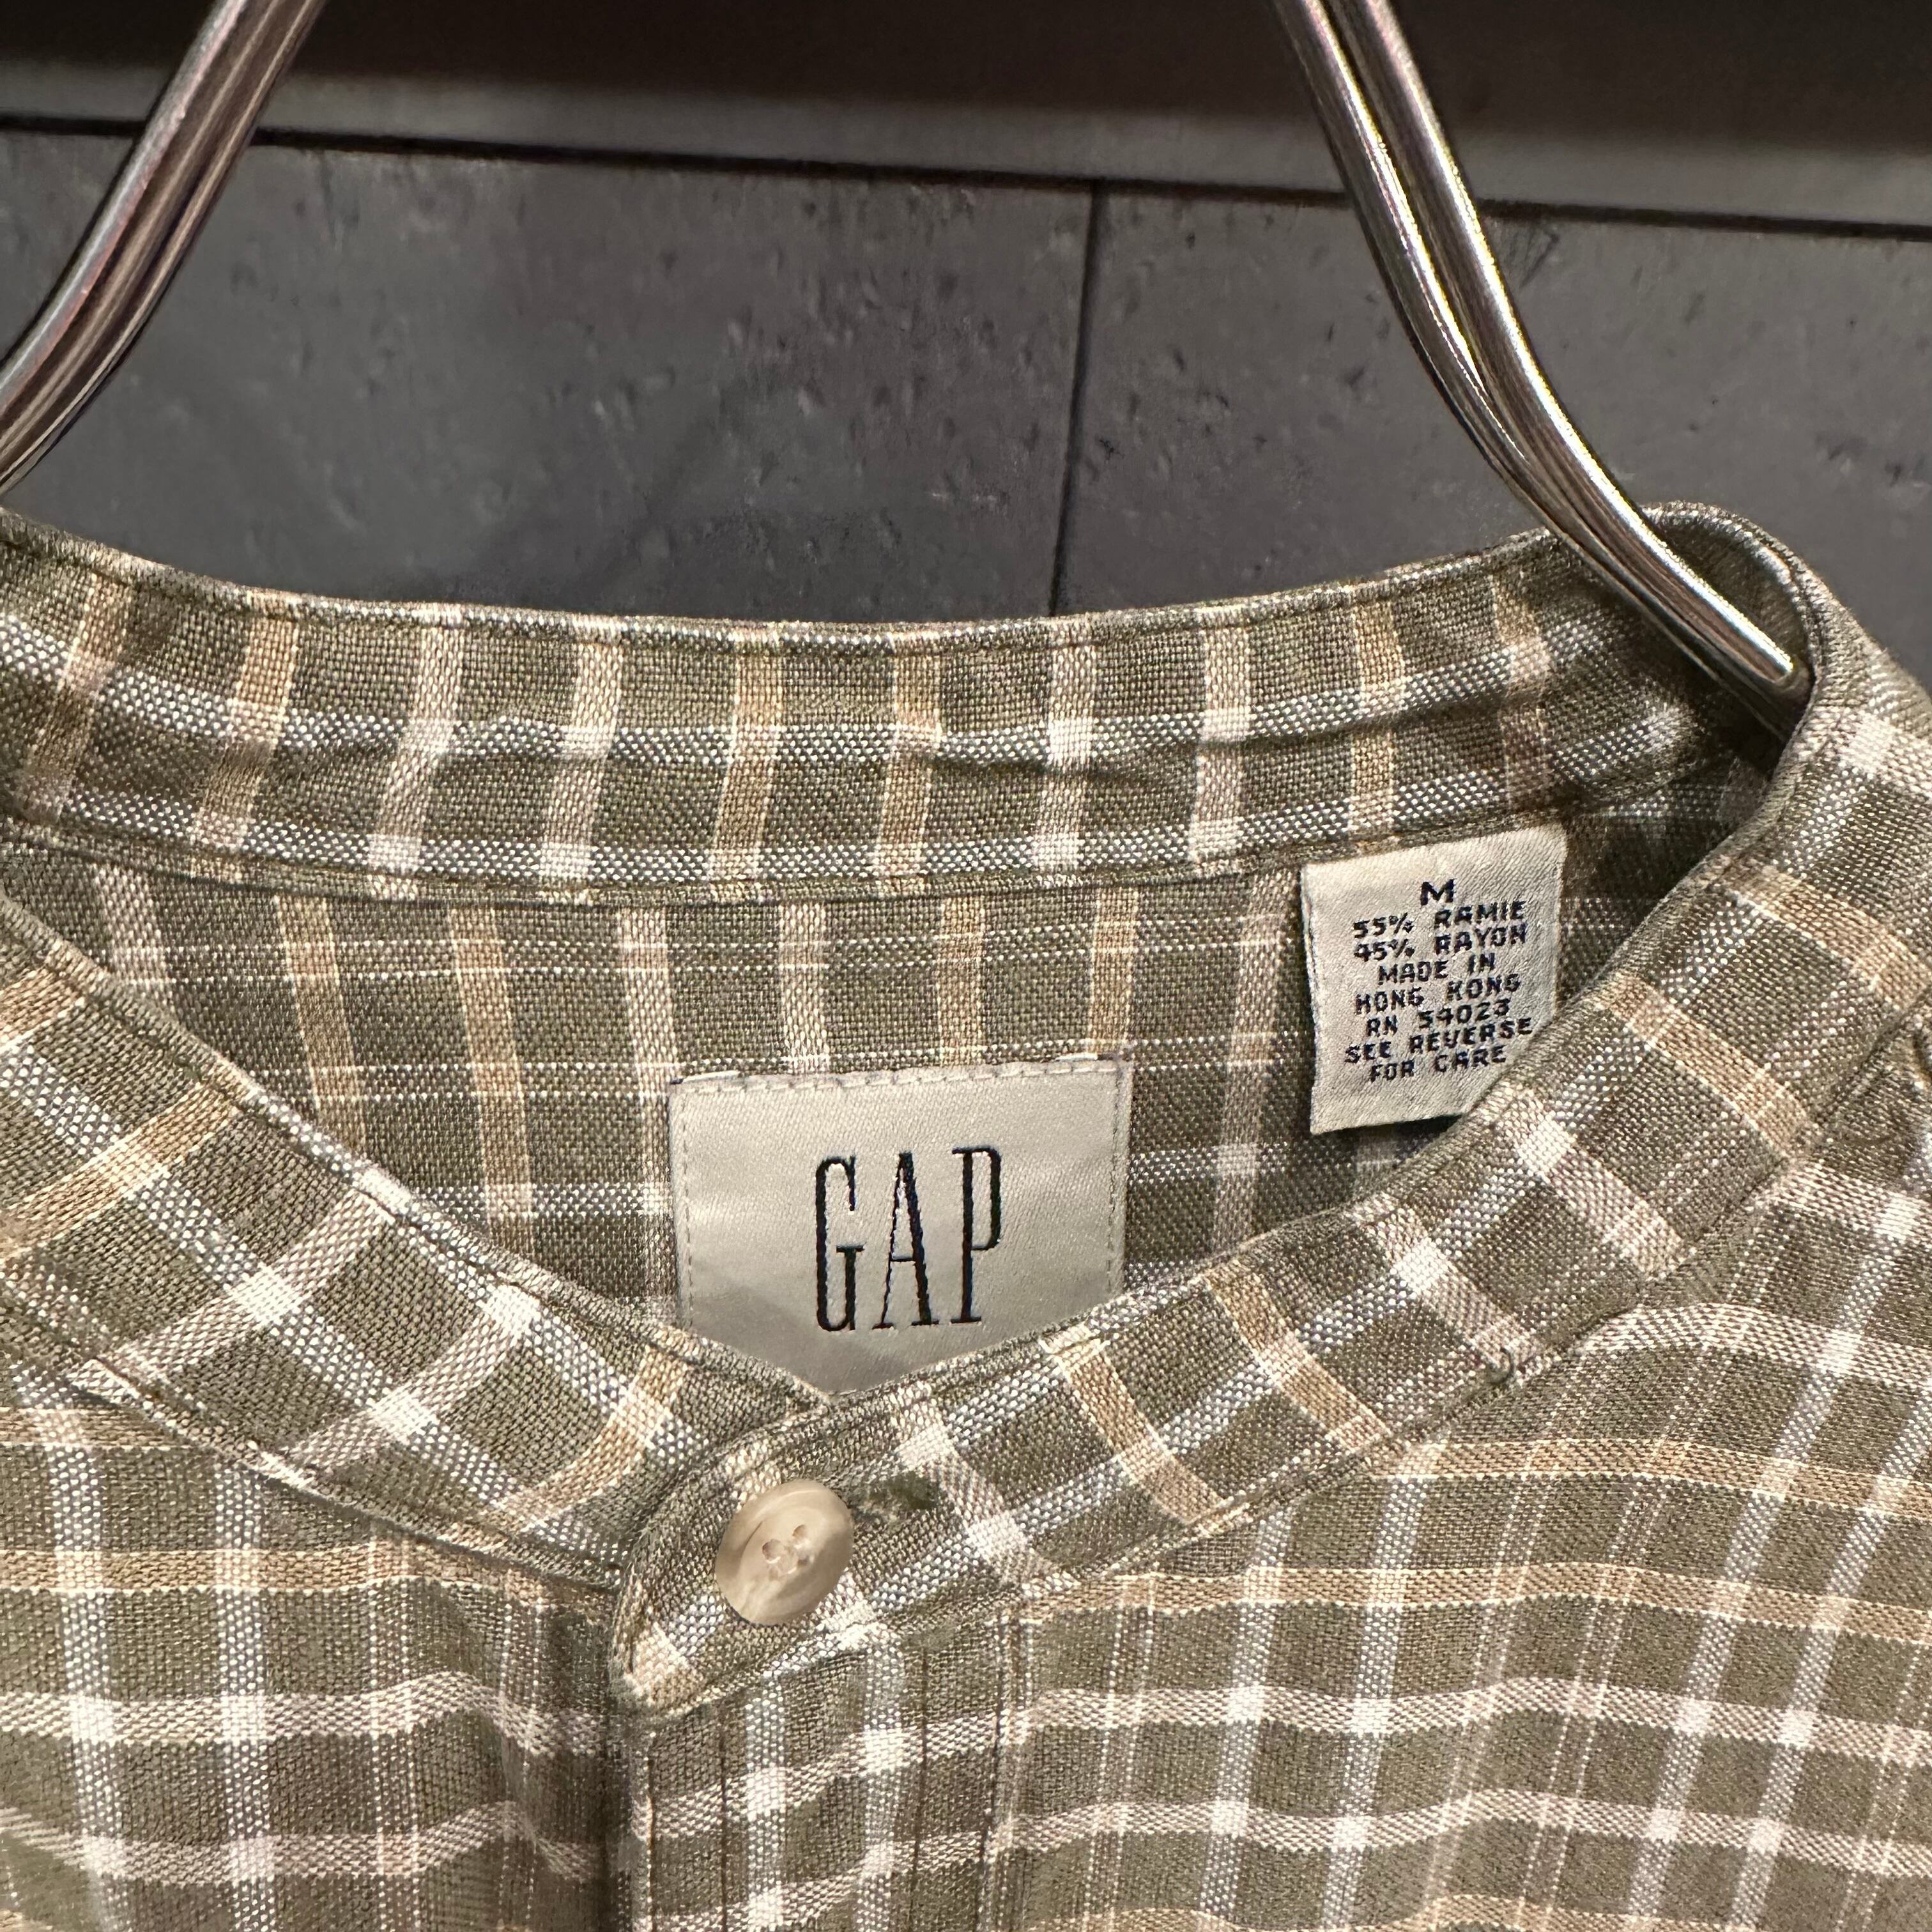 M
55% RAMIE
45% RAYON
MADE IN
HONG KONG
RN 54023
SEE REVERSE
FOR CARE
GAP